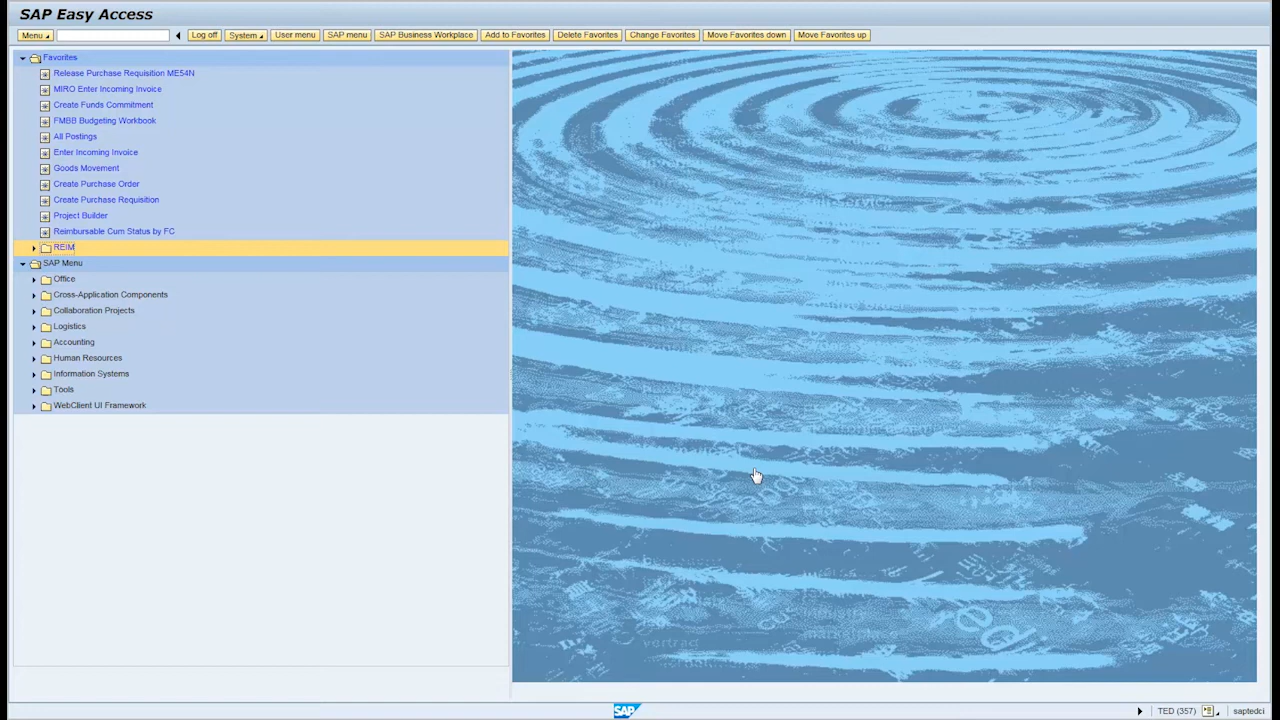 SAP Easy Access
Menu Log off System User menu SAP menu SAP Business Workplace Add to Favorites Delete Favorites Change Favorites Move Favorites down Move Favorites up
Favorites
Release Purchase Requisition ME54N
MIRO Enter Incoming Invoice
Create Funds Commitment
FMBB Budgeting Workbook
All Postings
Enter Incoming Invoice
Goods Movement
Create Purchase Order
Create Purchase Requisition
Project Builder
Reimbursable Cum Status by FC
REIM
SAP Menu
Office
Cross-Application Components
Collaboration Projects
Logistics
Accounting
Human Resources
Information Systems
Tools
WebClient UI Framework
marketplace
vertract
SAP
TED (357) saptedci